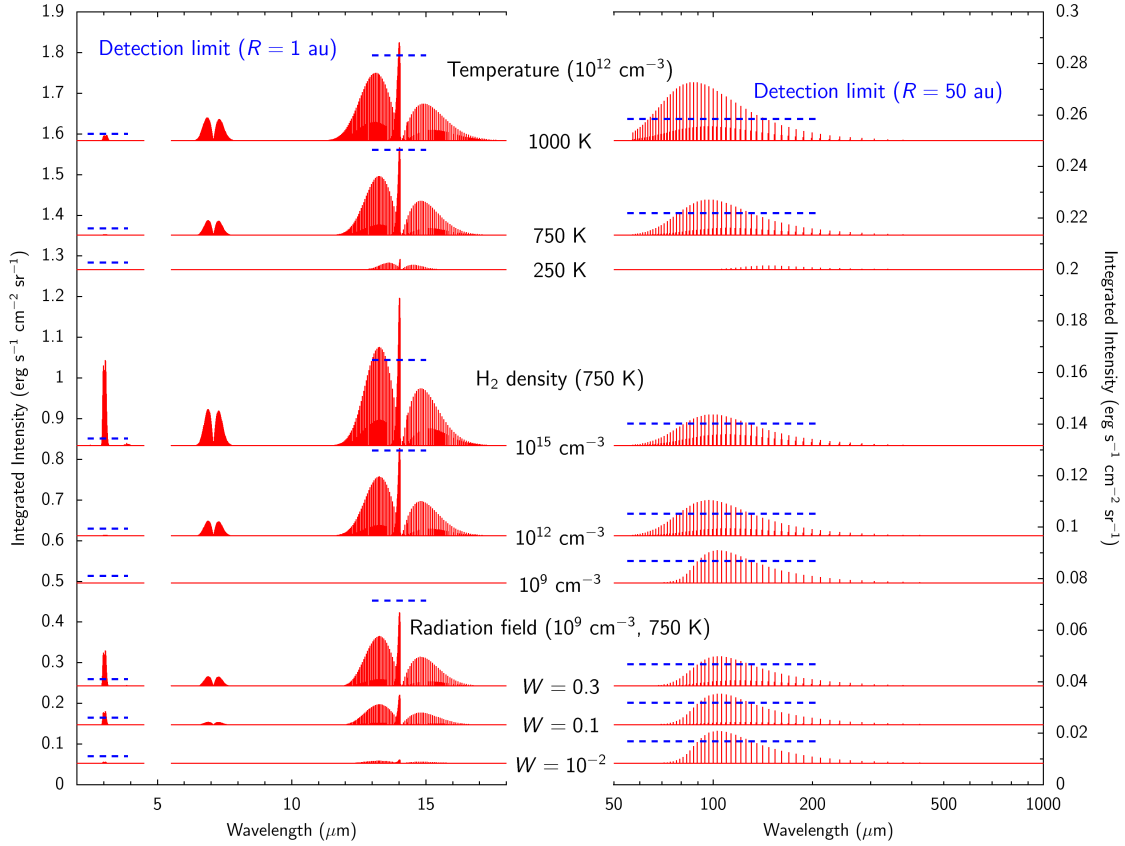 Detection limit (R = 1 au)
Temperature (10¹² cm⁻³)
Detection limit (R = 50 au)
1000 K
750 K
250 K
H₂ density (750 K)
10¹⁵ cm⁻³
10¹² cm⁻³
10⁹ cm⁻³
Radiation field (10⁹ cm⁻³, 750 K)
W = 0.3
W = 0.1
W = 10⁻²
Integrated Intensity (erg s⁻¹ cm⁻² sr⁻¹)
1.9
1.8
1.7
1.6
1.5
1.4
1.3
1.2
1.1
1
0.9
0.8
0.7
0.6
0.5
0.4
0.3
0.2
0.1
0
5
10
15
Wavelength (μm)
50
100
200
500
1000
Wavelength (μm)
0.3
0.28
0.26
0.24
0.22
0.2
0.18
0.16
0.14
0.12
0.1
0.08
0.06
0.04
0.02
0
Integrated Intensity (erg s⁻¹ cm⁻² sr⁻¹)